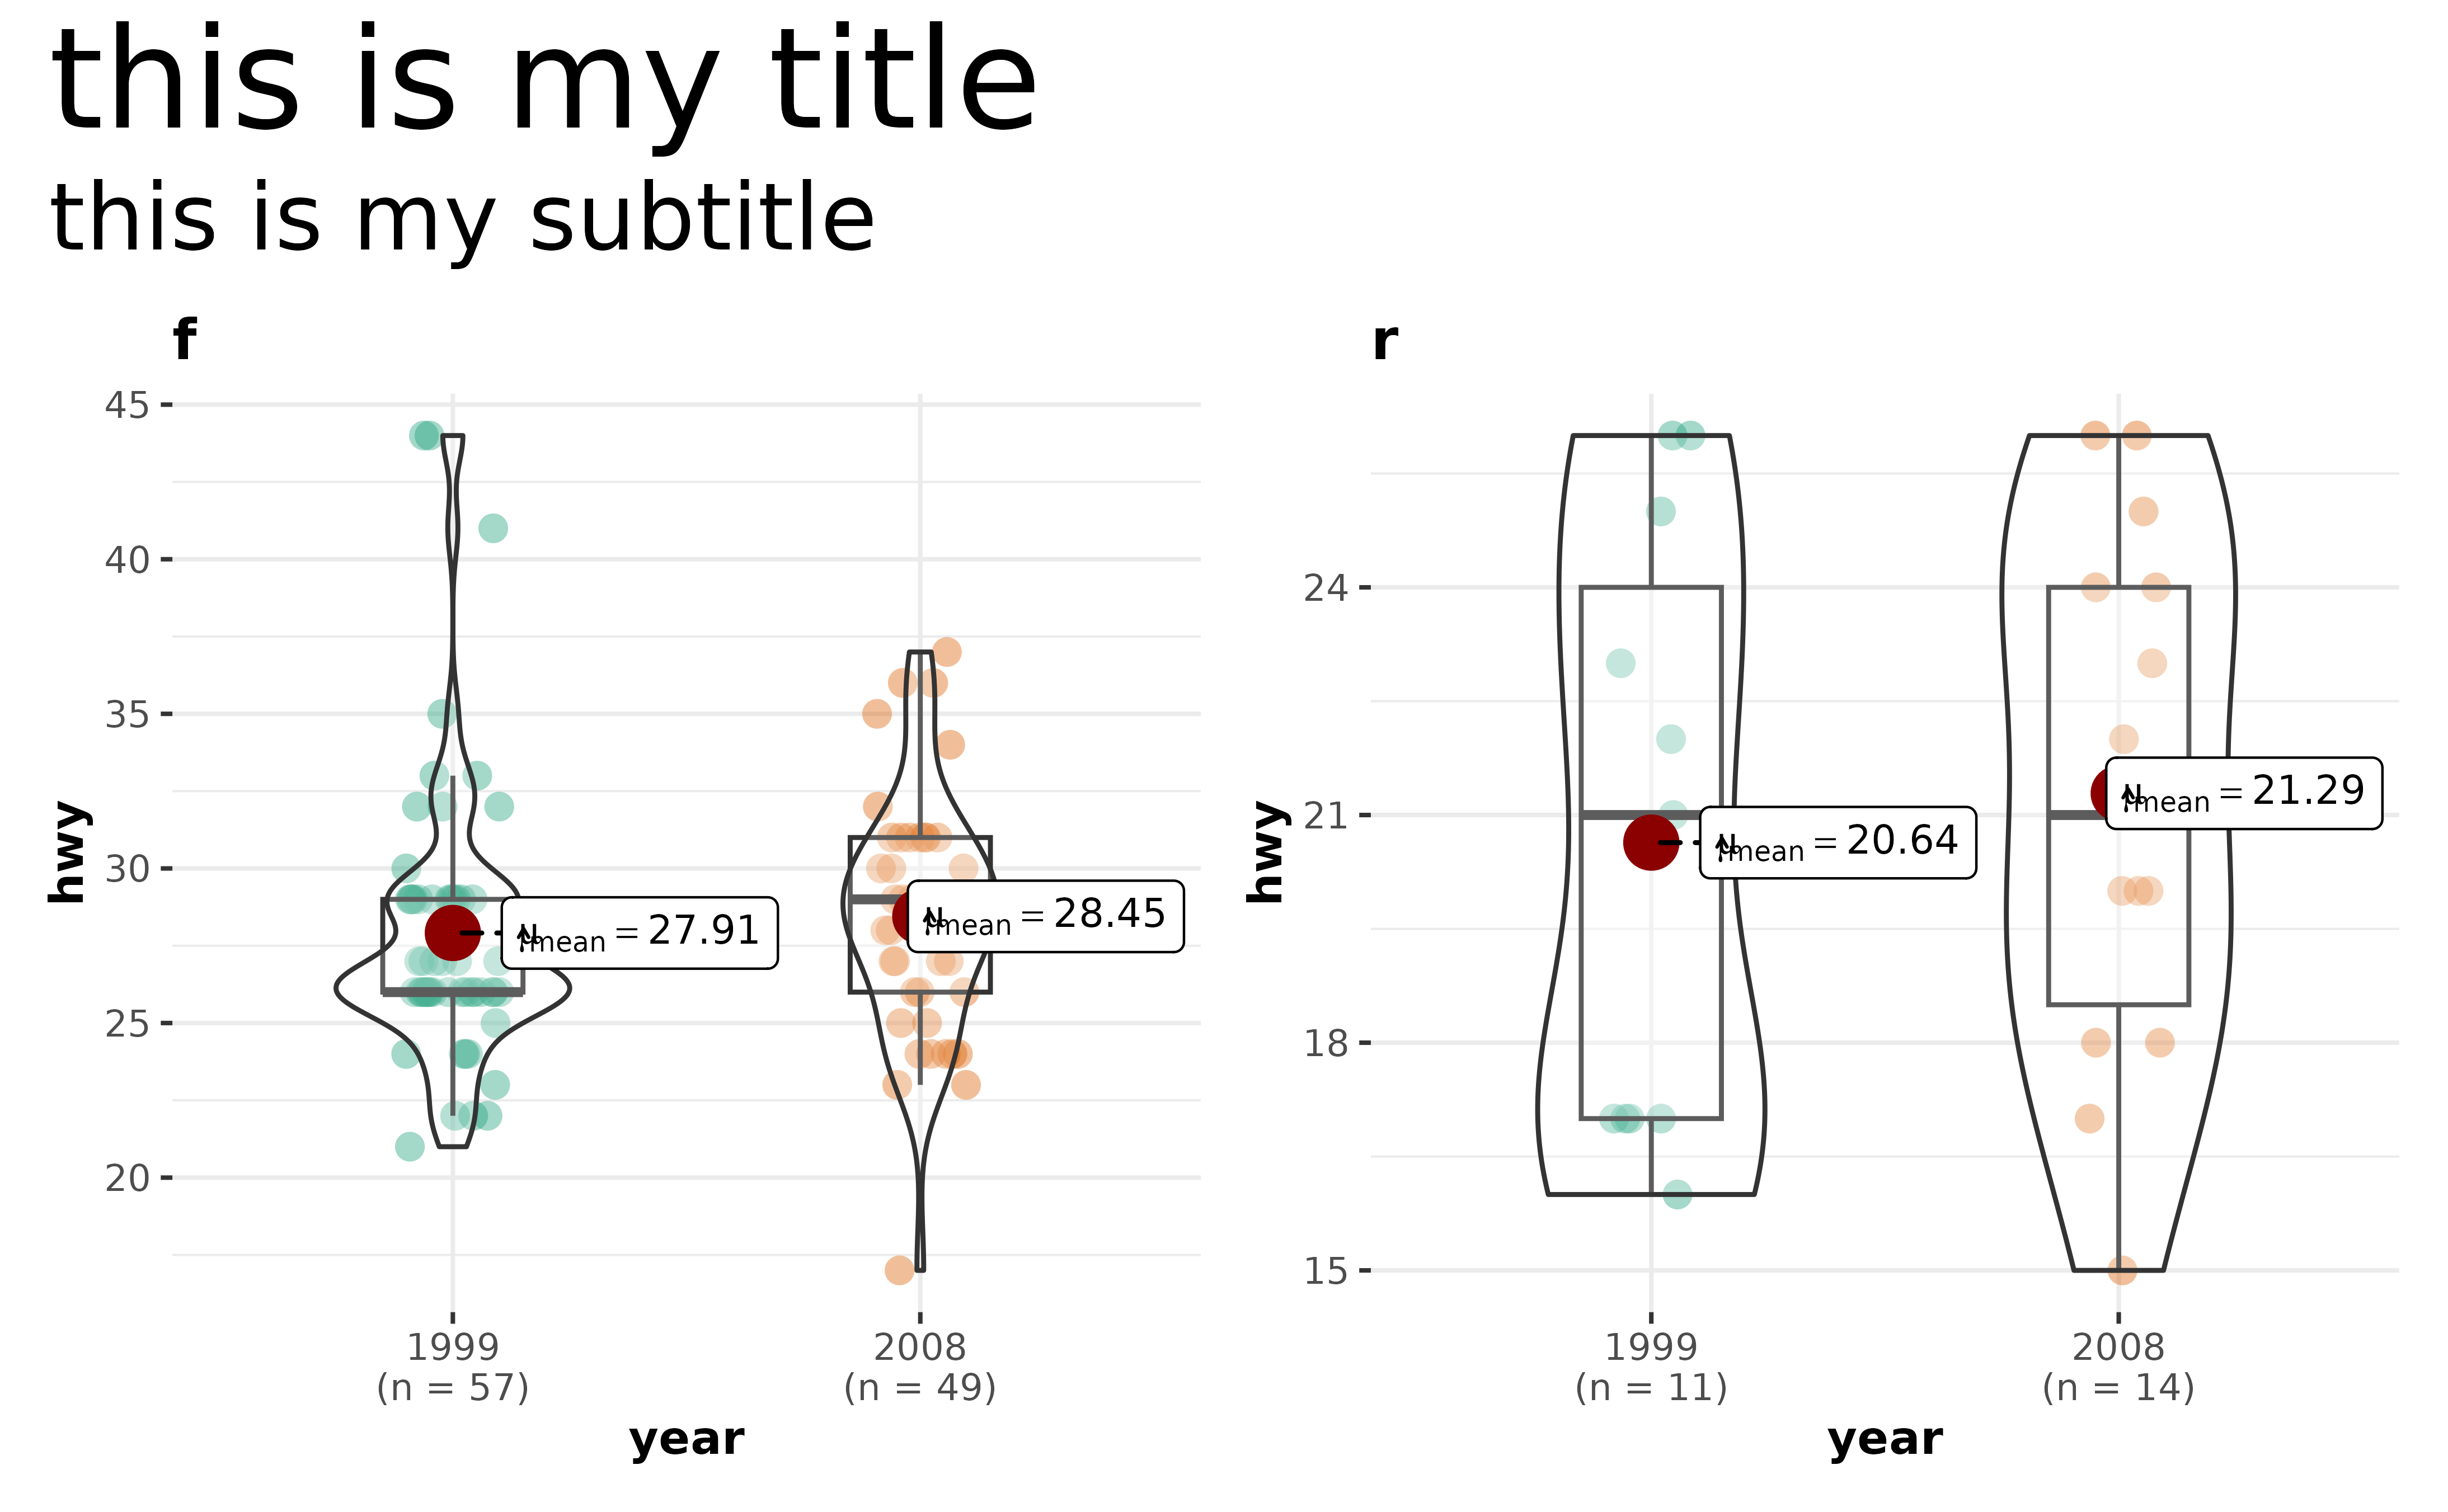 this is my title
this is my subtitle
f
hwy
45
40
35
30
25
20
μ̂mean = 27.91
μ̂mean = 28.45
1999
(n = 57)
2008
(n = 49)
year
r
hwy
24
21
18
15
μ̂mean = 20.64
μ̂mean = 21.29
1999
(n = 11)
2008
(n = 14)
year